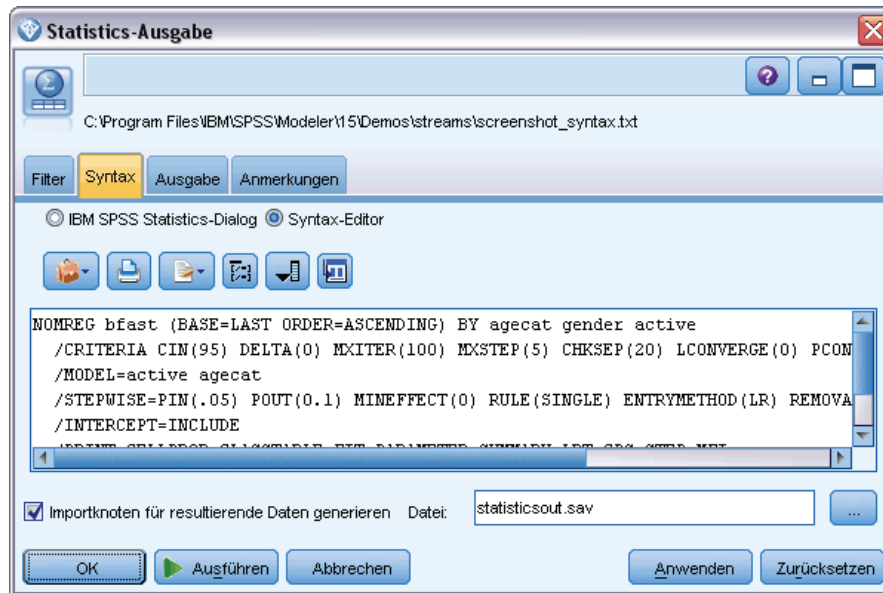 Statistics-Ausgabe
C:\Program Files\IBM\SPSS\Modeler\15\Demos\streams\screenshot_syntax.txt
Filter Syntax Ausgabe Anmerkungen
IBM SPSS Statistics-Dialog Syntax-Editor
NOMREG bfast (BASE=LAST ORDER=ASCENDING) BY agecat gender active
/CRITERIA CIN(95) DELTA(0) MXITER(100) MXSTEP(5) CHKSEP(20) LCONVERGE(0) PCON
/MODEL=active agecat
/STEPWISE=PIN(.05) POUT(0.1) MINEFFECT(0) RULE(SINGLE) ENTRYMETHOD(LR) REMOVA
/INTERCEPT=INCLUDE
Importknoten für resultierende Daten generieren Datei: statisticsout.sav ...
OK Ausführen Abbrechen Anwenden Zurücksetzen